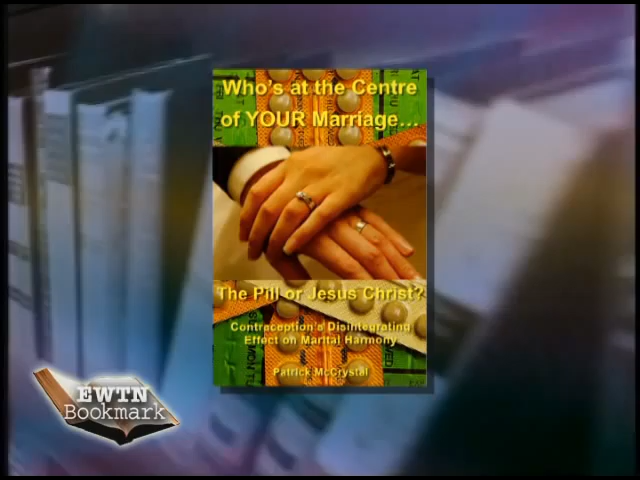 Who's at the Centre
of YOUR Marriage...
The Pill or Jesus Christ?
Contraception's Disintegrating
Effect on Marital Harmony
Patrick McCrystal
EWTN
Bookmark